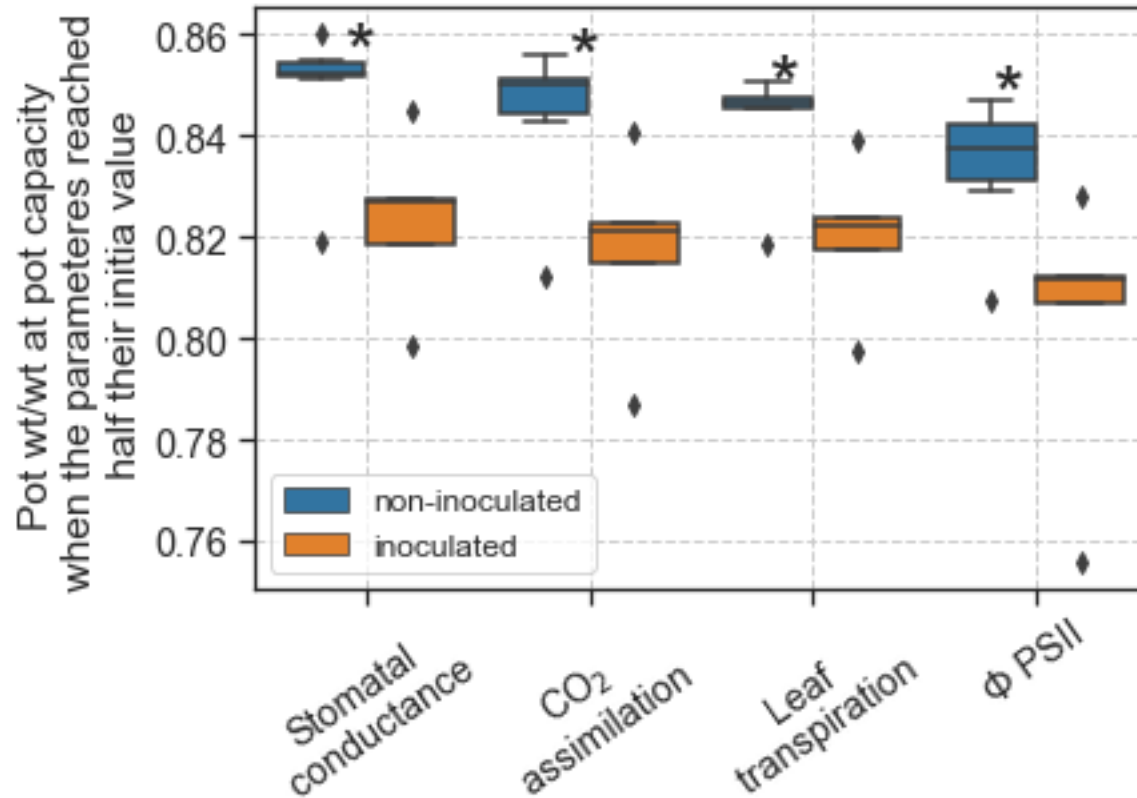 Pot wt/wt at pot capacity
when the parameteres reached
half their initia value
0.86
0.84
0.82
0.80
0.78
0.76
*
*
*
*
non-inoculated
inoculated
Stomatal
conductance
CO₂
assimilation
Leaf
transpiration
Φ PSII